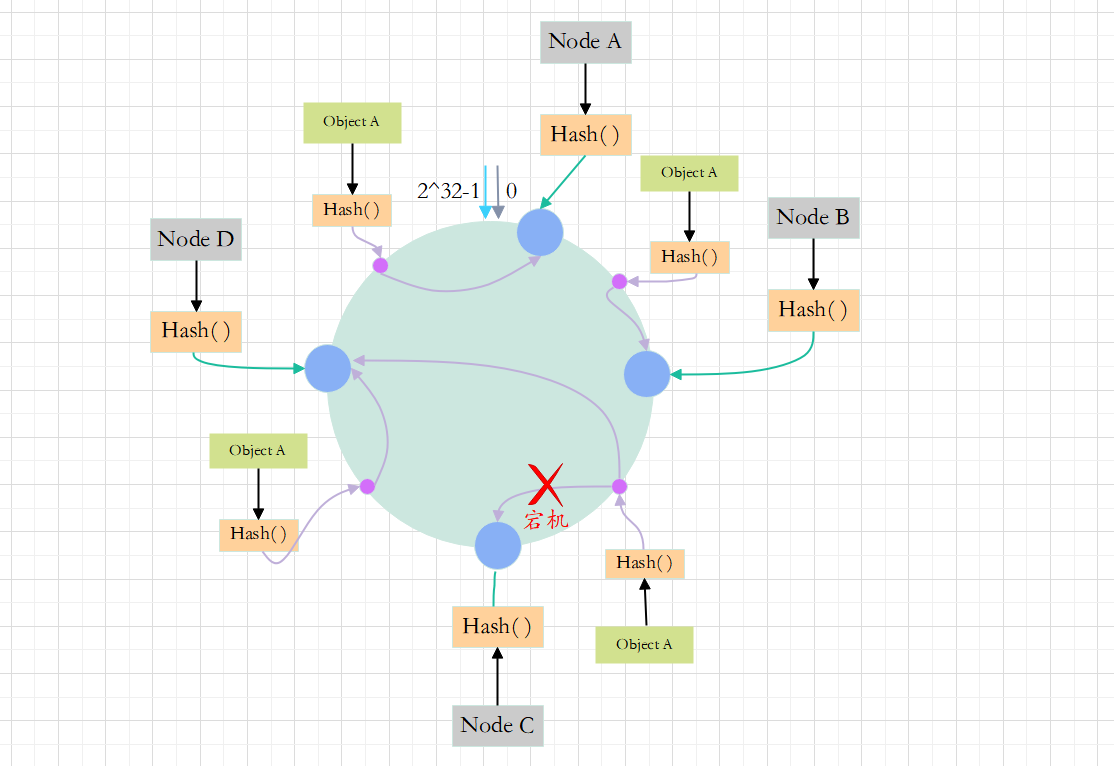 Node A
Object A
Hash( )
Object A
2^32-1
0
Hash( )
Node B
Node D
Hash( )
Hash( )
Hash( )
Object A
宕机
Hash( )
Hash( )
Hash( )
Object A
Node C